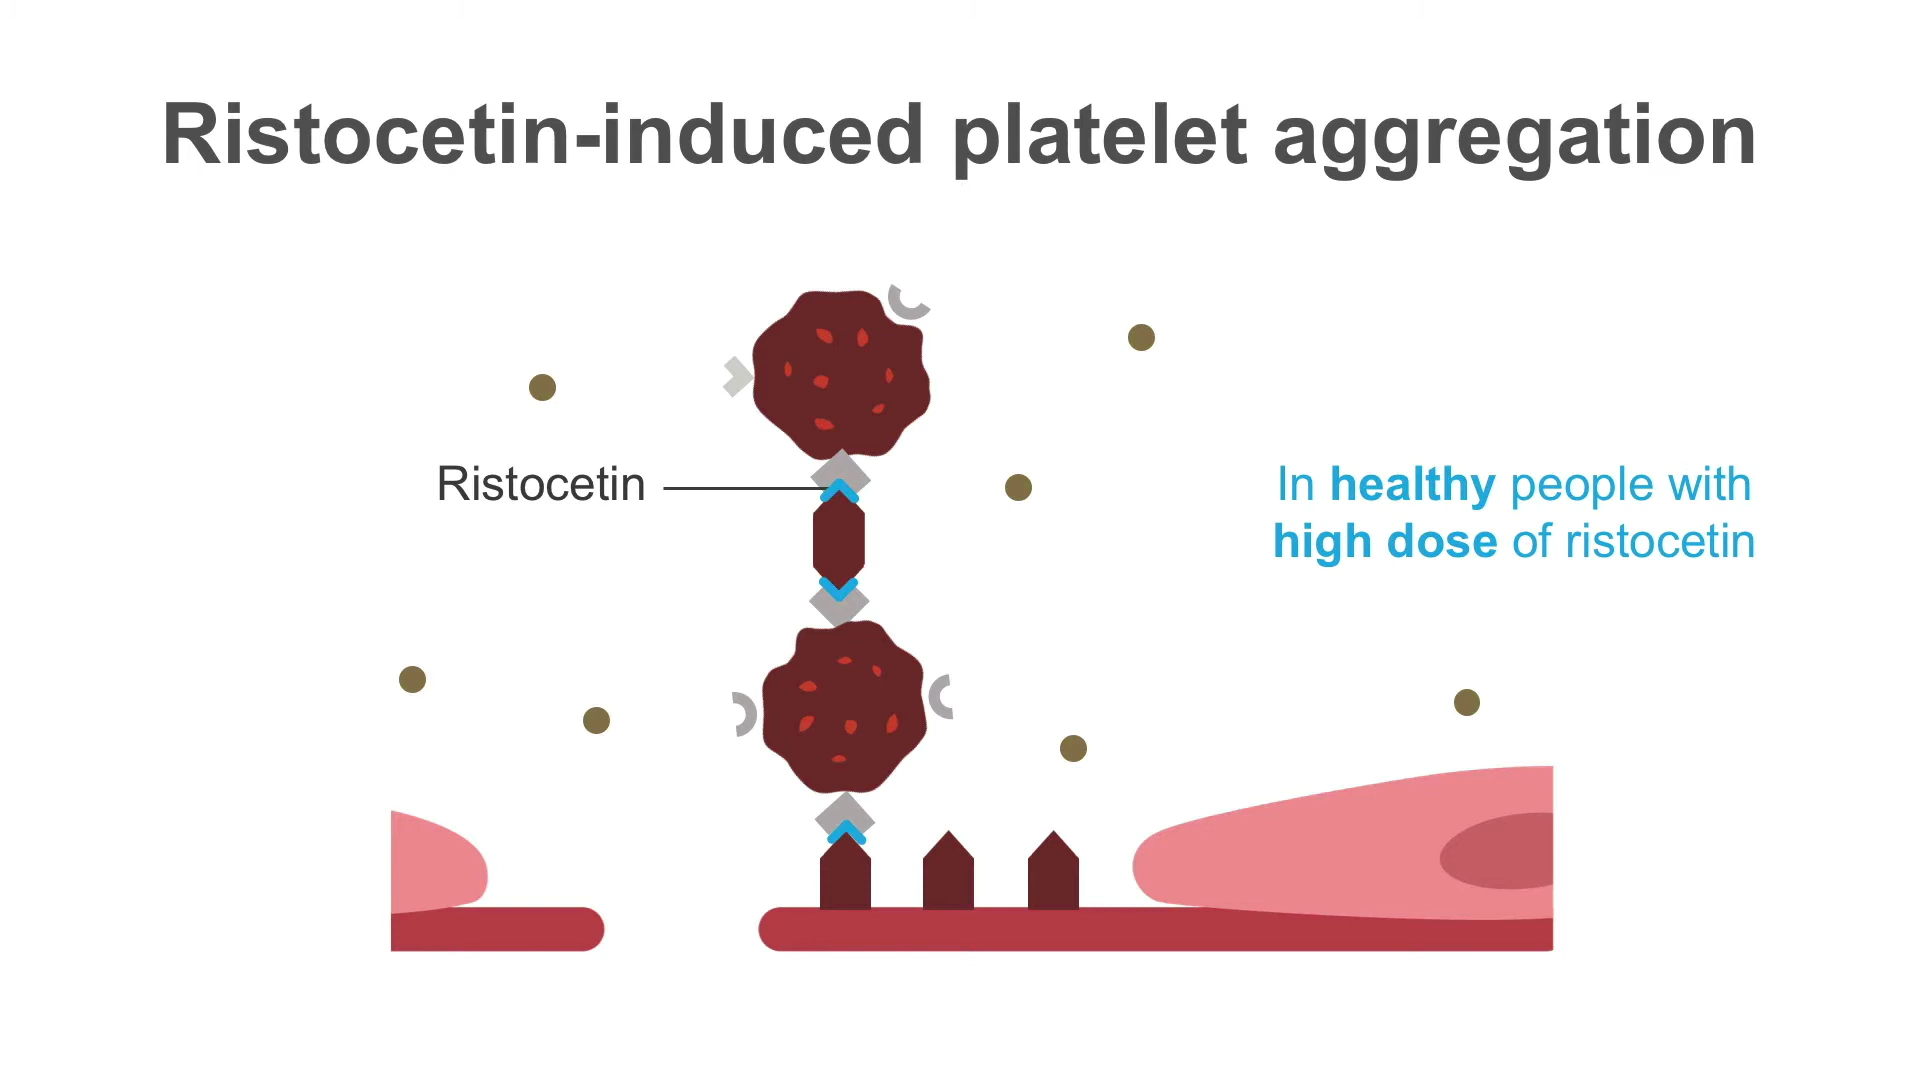 Ristocetin-induced platelet aggregation
Ristocetin
In healthy people with
high dose of ristocetin